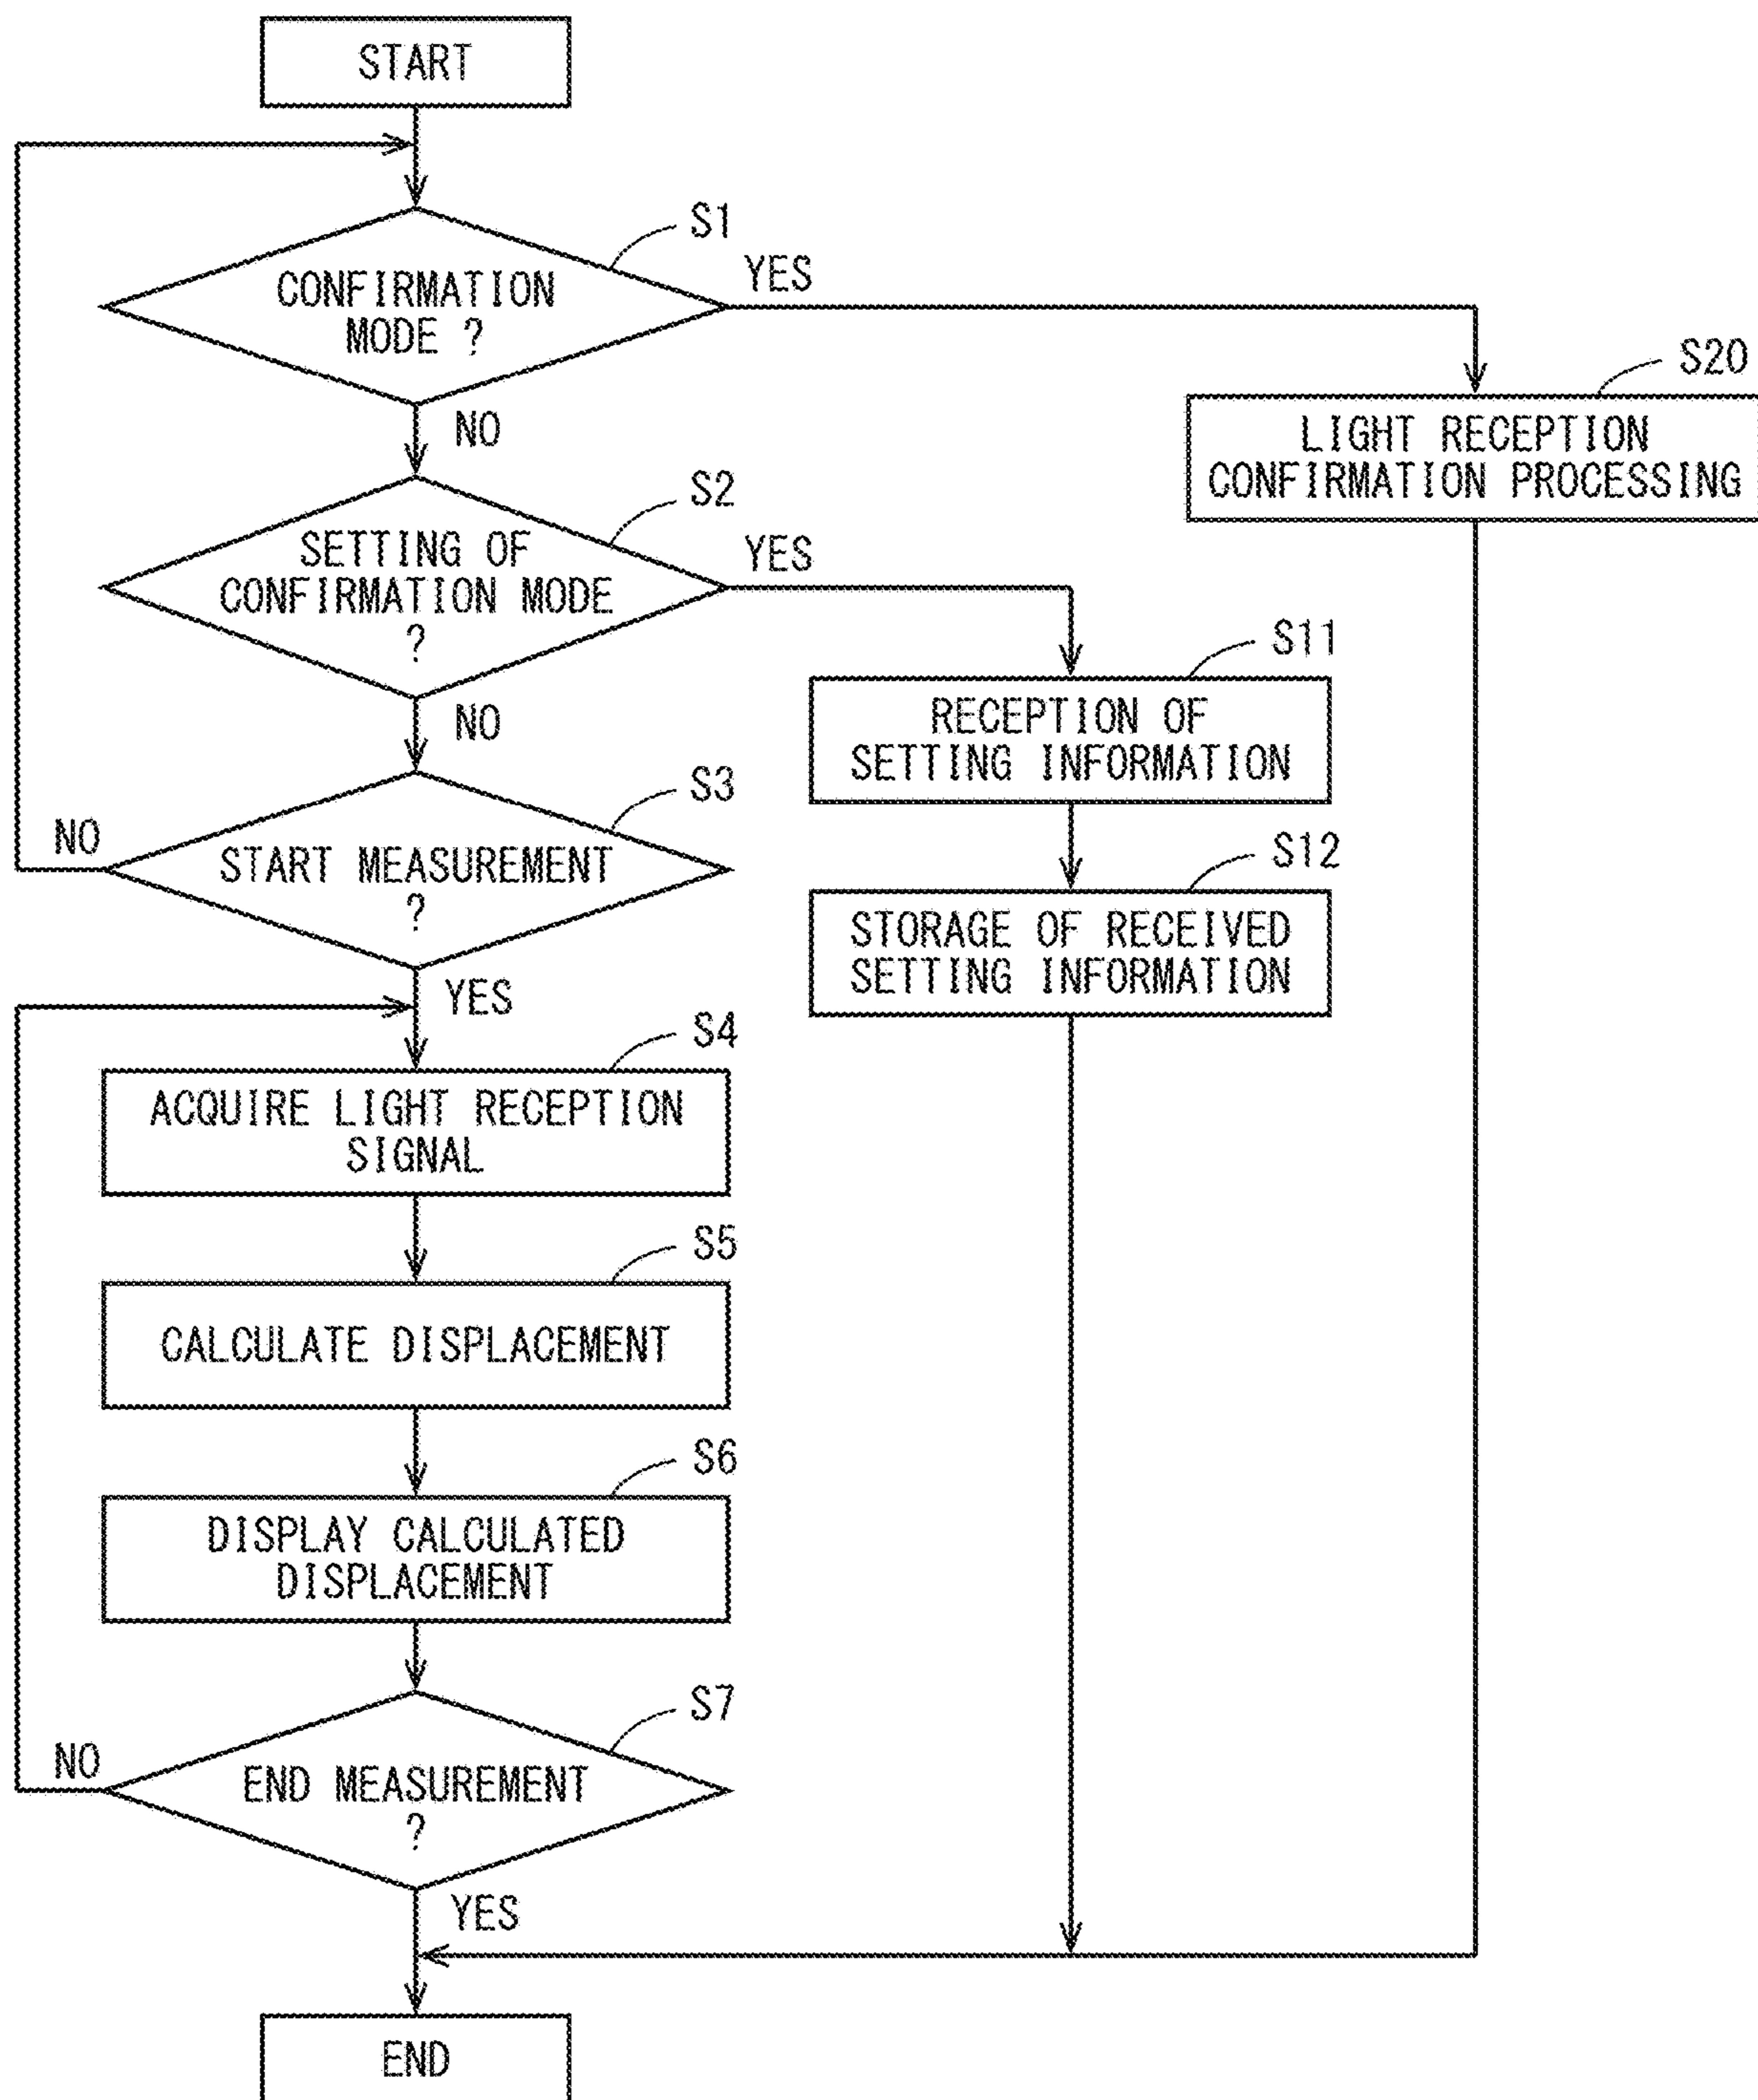 START
S1
CONFIRMATION
MODE ?
YES
NO
S20
LIGHT RECEPTION
CONFIRMATION PROCESSING
S2
SETTING OF
CONFIRMATION MODE
?
YES
NO
S11
RECEPTION OF
SETTING INFORMATION
S3
START MEASUREMENT
?
NO
YES
S12
STORAGE OF RECEIVED
SETTING INFORMATION
S4
ACQUIRE LIGHT RECEPTION
SIGNAL
S5
CALCULATE DISPLACEMENT
S6
DISPLAY CALCULATED
DISPLACEMENT
S7
END MEASUREMENT
?
NO
YES
END